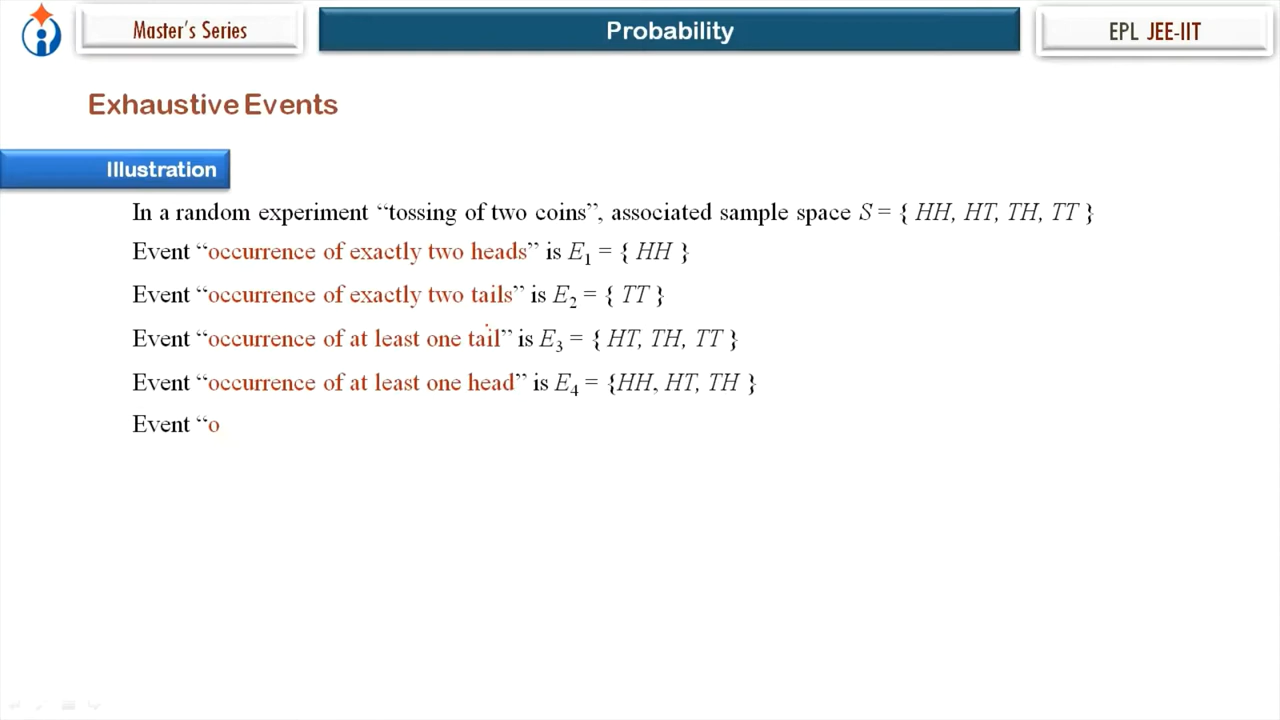 Master's Series
Probability
EPL JEE-IIT
Exhaustive Events
Illustration
In a random experiment “tossing of two coins”, associated sample space S = { HH, HT, TH, TT }
Event “occurrence of exactly two heads” is E₁ = { HH }
Event “occurrence of exactly two tails” is E₂ = { TT }
Event “occurrence of at least one tail” is E₃ = { HT, TH, TT }
Event “occurrence of at least one head” is E₄ = {HH, HT, TH }
Event “o